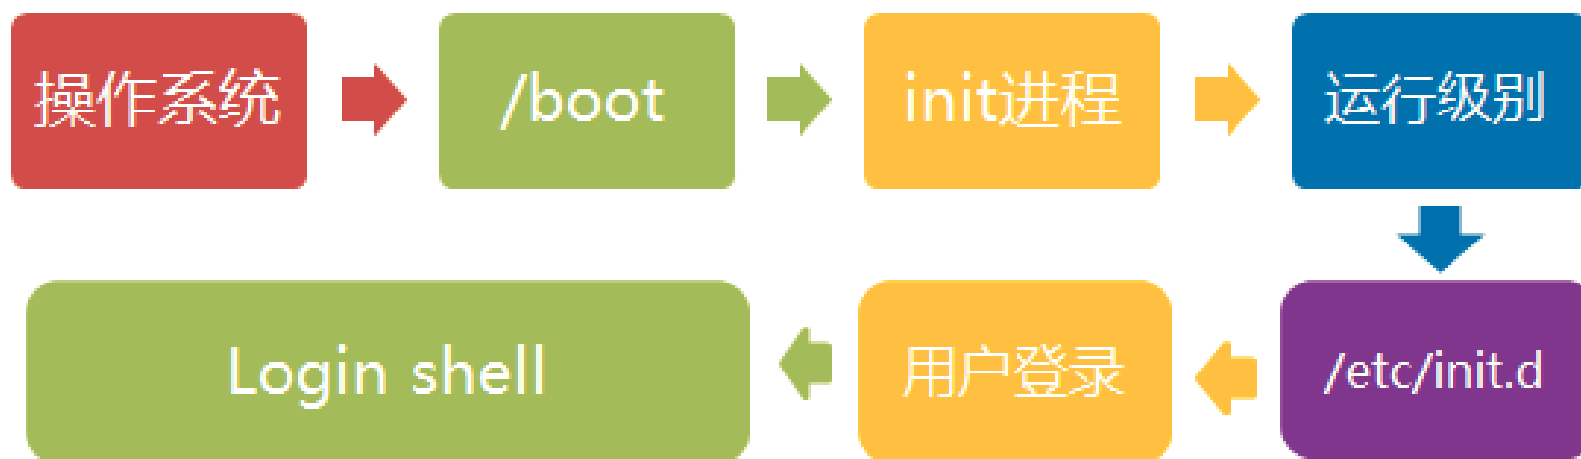 操作系统
/boot
init进程
运行级别
/etc/init.d
用户登录
Login shell